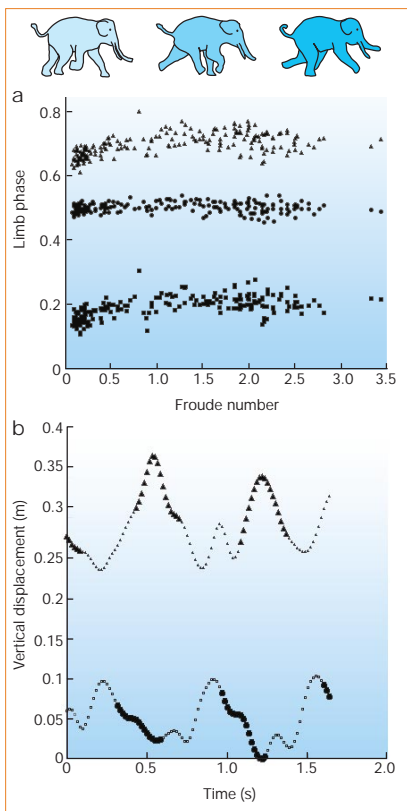 a
Limb phase
0.8
0.6
0.4
0.2
0
0 0.5 1.0 1.5 2.0 2.5 3.0 3.5
Froude number
b
Vertical displacement (m)
0.4
0.35
0.3
0.25
0.2
0.15
0.1
0.05
0
0 0.5 1.0 1.5 2.0
Time (s)